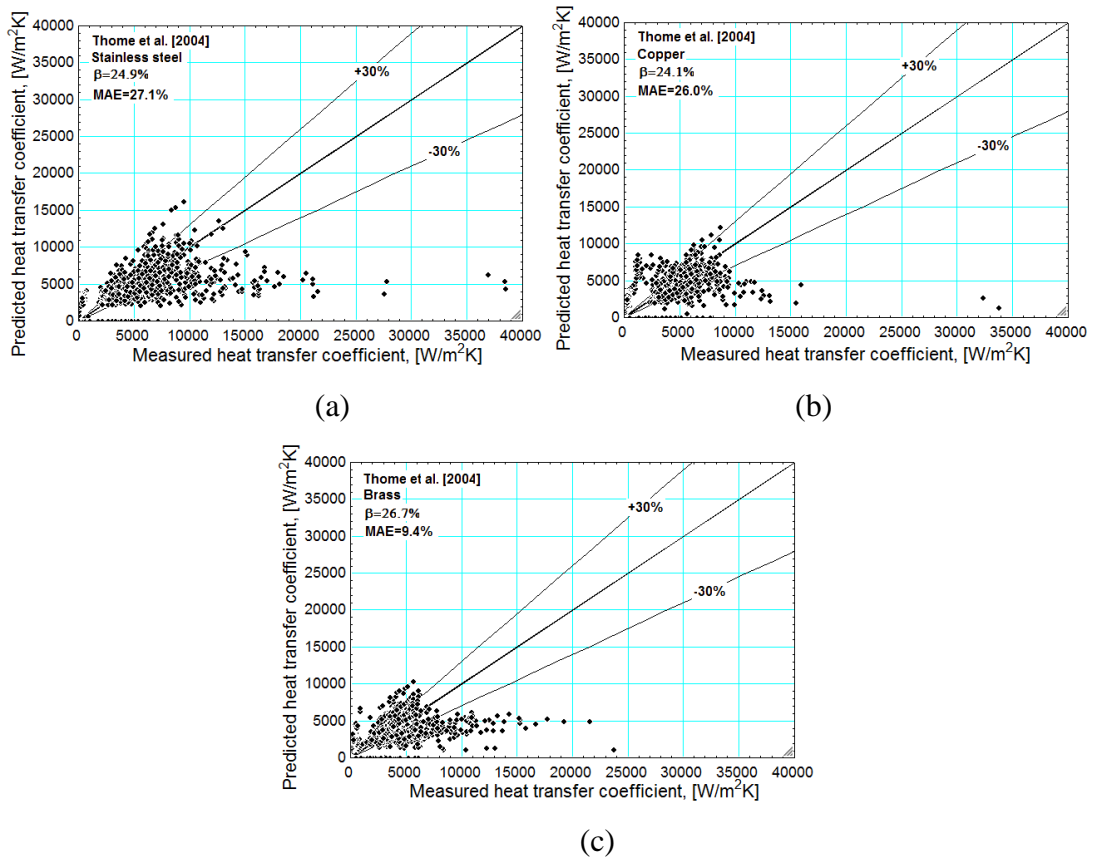 Predicted heat transfer coefficient, [W/m²K]
40000
35000
30000
25000
20000
15000
10000
5000
0
Thome et al. [2004]
Stainless steel
β=24.9%
MAE=27.1%
+30%
-30%
0 5000 10000 15000 20000 25000 30000 35000 40000
Measured heat transfer coefficient, [W/m²K]
(a)
Predicted heat transfer coefficient, [W/m²K]
40000
35000
30000
25000
20000
15000
10000
5000
0
Thome et al. [2004]
Copper
β=24.1%
MAE=26.0%
+30%
-30%
0 5000 10000 15000 20000 25000 30000 35000 40000
Measured heat transfer coefficient, [W/m²K]
(b)
Predicted heat transfer coefficient, [W/m²K]
40000
35000
30000
25000
20000
15000
10000
5000
0
Thome et al. [2004]
Brass
β=26.7%
MAE=9.4%
+30%
-30%
0 5000 10000 15000 20000 25000 30000 35000 40000
Measured heat transfer coefficient, [W/m²K]
(c)